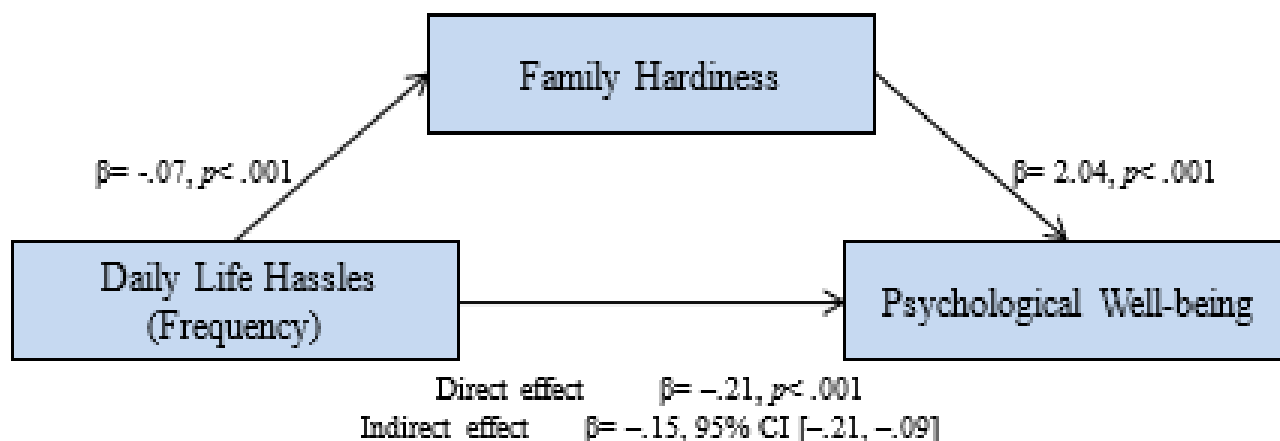 Family Hardiness
β= -.07, p< .001
β= 2.04, p< .001
Daily Life Hassles
(Frequency)
Psychological Well-being
Direct effect β= –.21, p< .001
Indirect effect β= –.15, 95% CI [–.21, –.09]